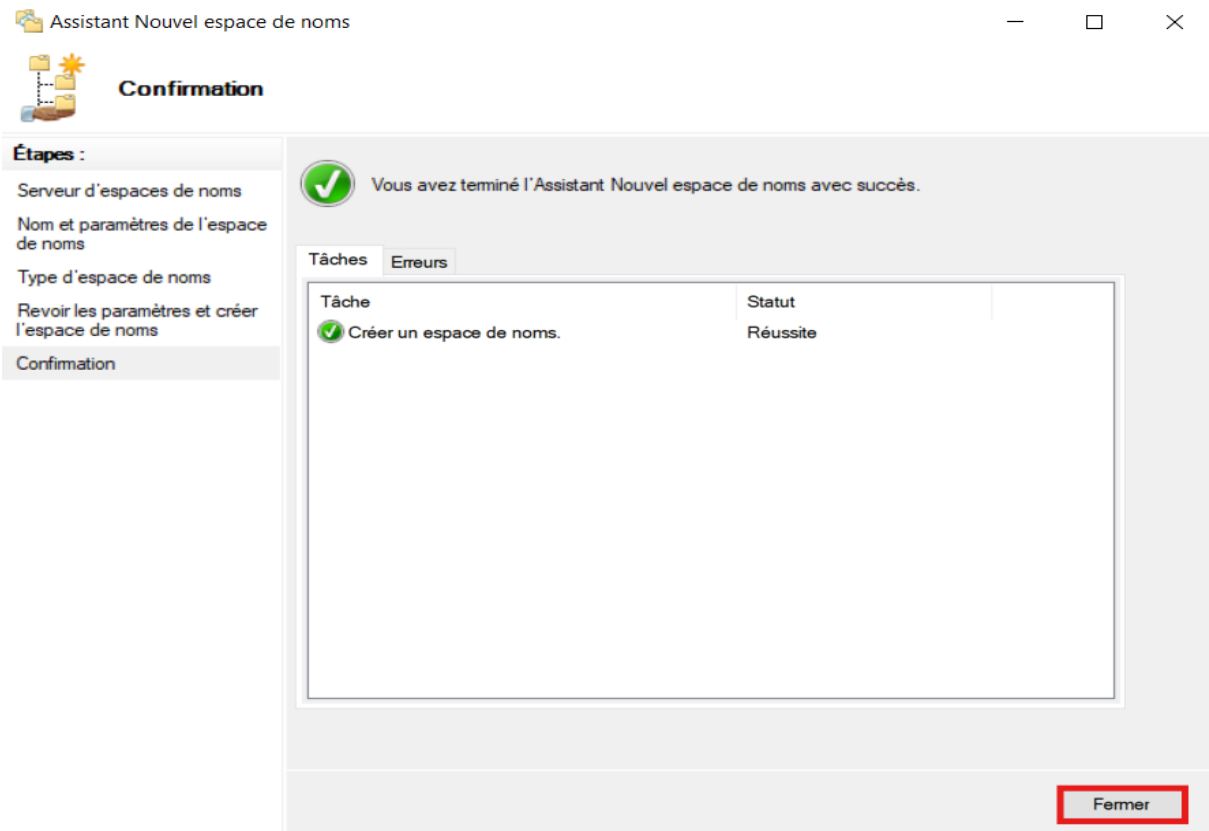 Assistant Nouvel espace de noms
Confirmation
Étapes :
Serveur d'espaces de noms
Nom et paramètres de l'espace
de noms
Type d'espace de noms
Revoir les paramètres et créer
l'espace de noms
Confirmation
Vous avez terminé l'Assistant Nouvel espace de noms avec succès.
Tâches Erreurs
Tâche Statut
Créer un espace de noms. Réussite
Fermer